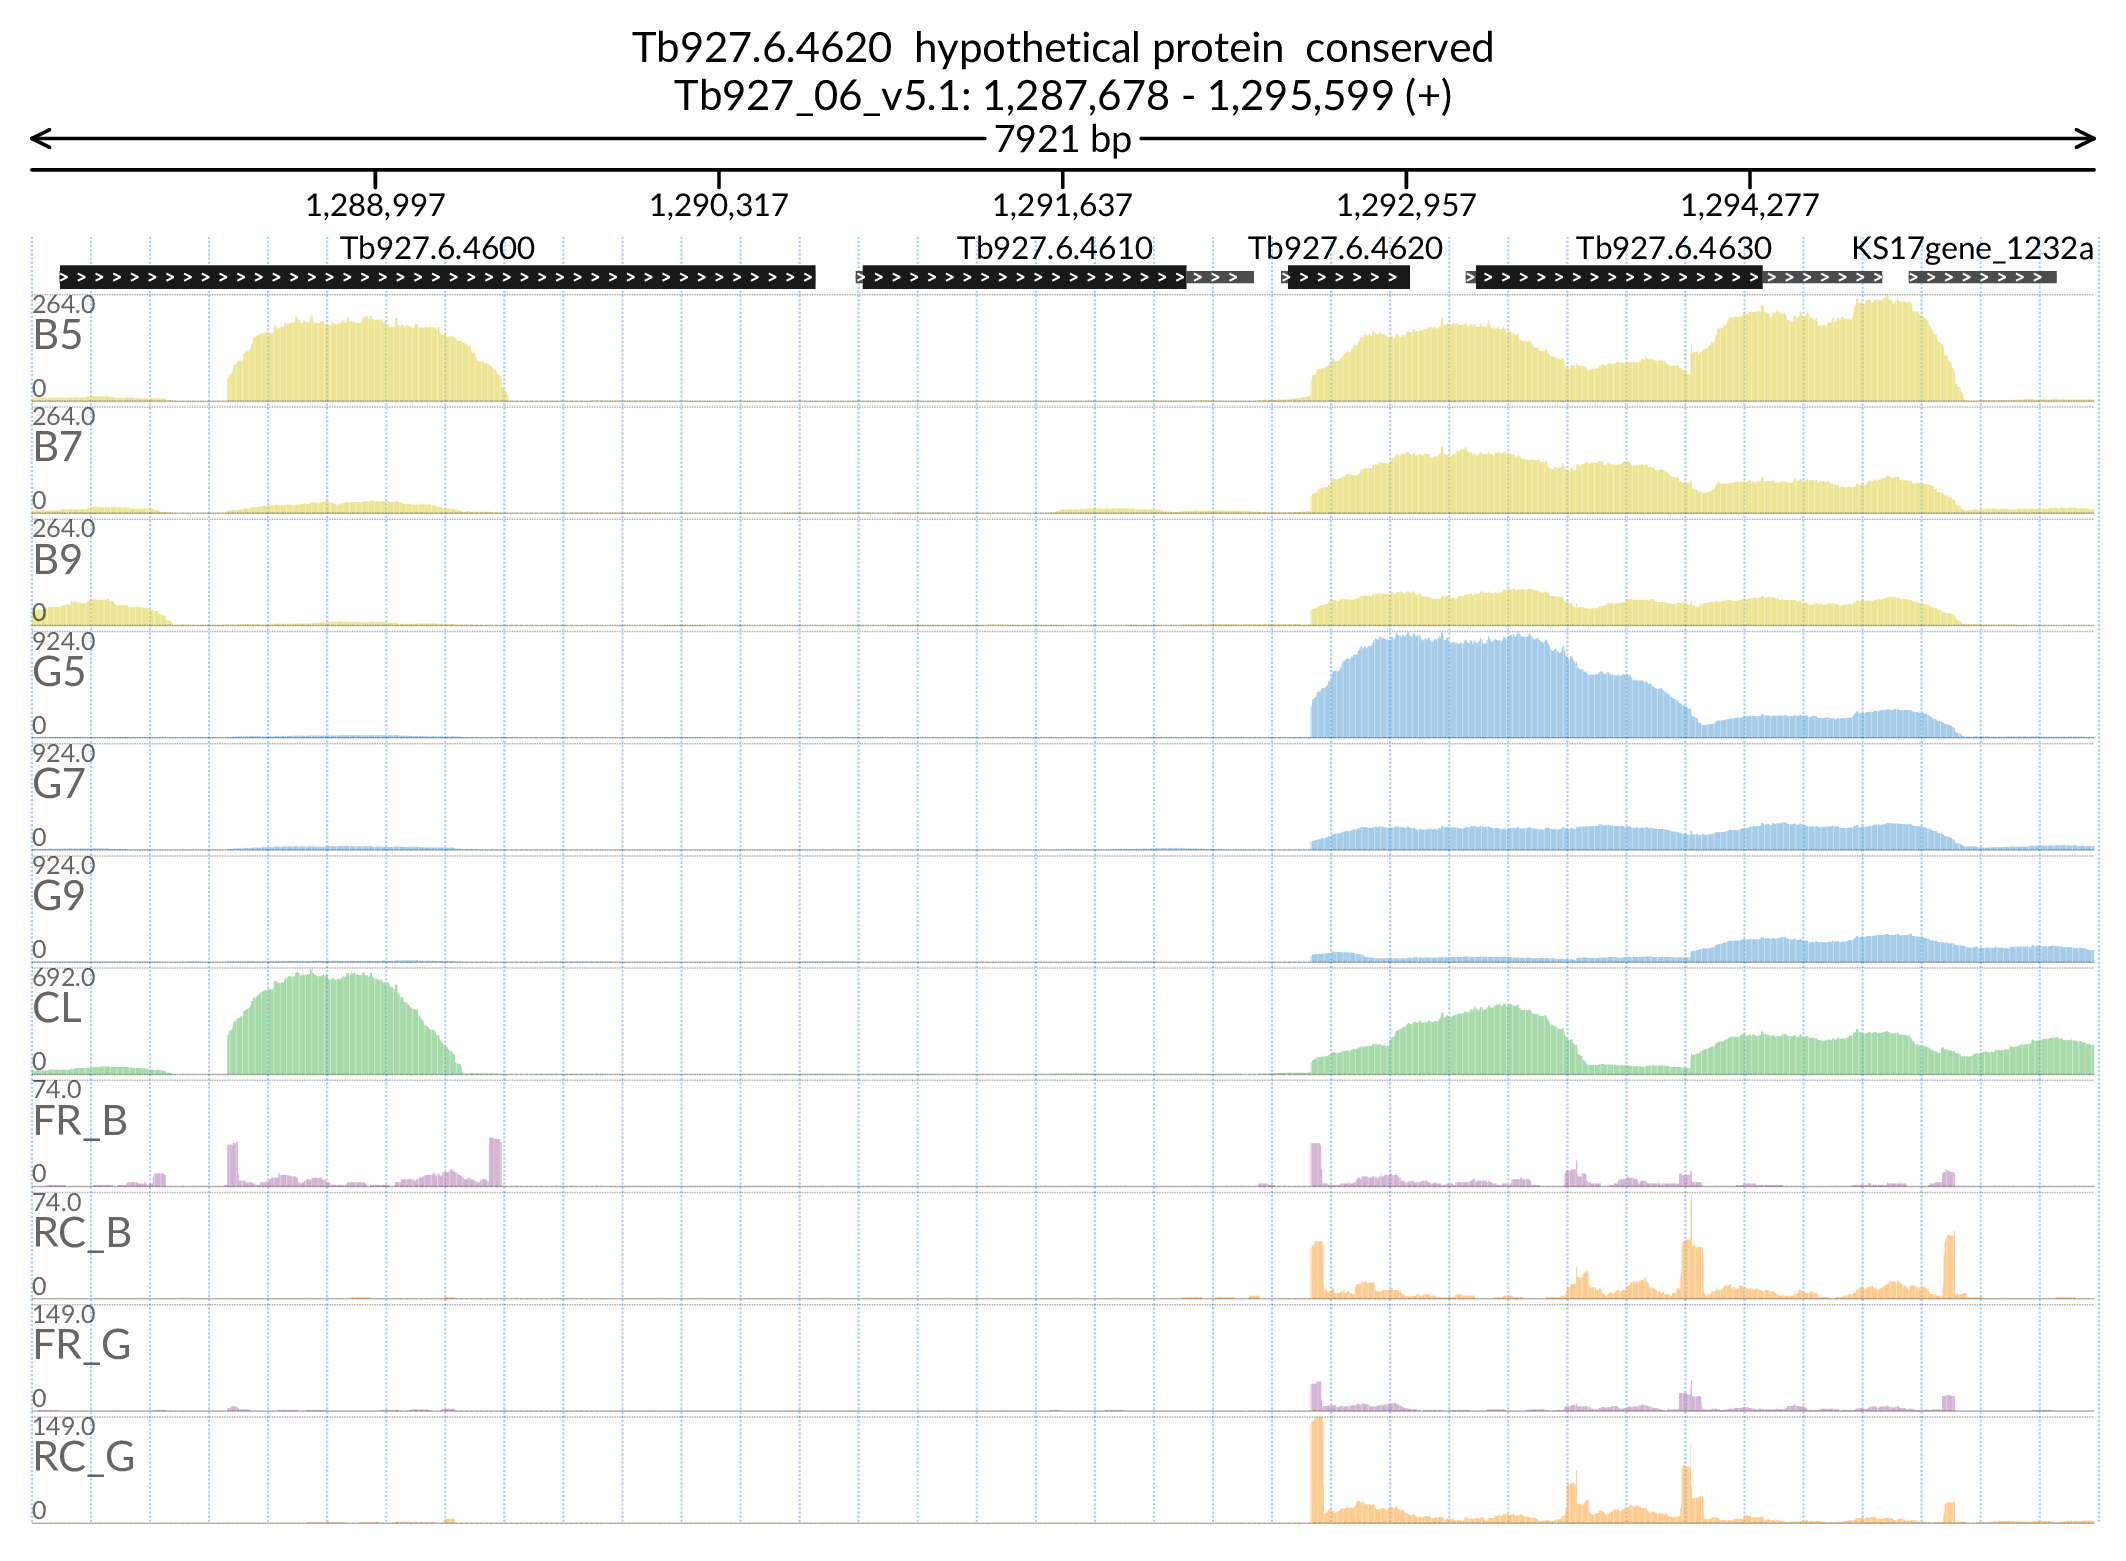 Tb927.6.4620  hypothetical protein  conserved
Tb927_06_v5.1: 1,287,678 - 1,295,599 (+)
7921 bp
1,288,997 1,290,317 1,291,637 1,292,957 1,294,277
Tb927.6.4600 Tb927.6.4610 Tb927.6.4620 Tb927.6.4630 KS17gene_1232a
264.0
B5
0
264.0
B7
0
264.0
B9
0
924.0
G5
0
924.0
G7
0
924.0
G9
0
692.0
CL
0
74.0
FR_B
0
74.0
RC_B
0
149.0
FR_G
0
149.0
RC_G
0